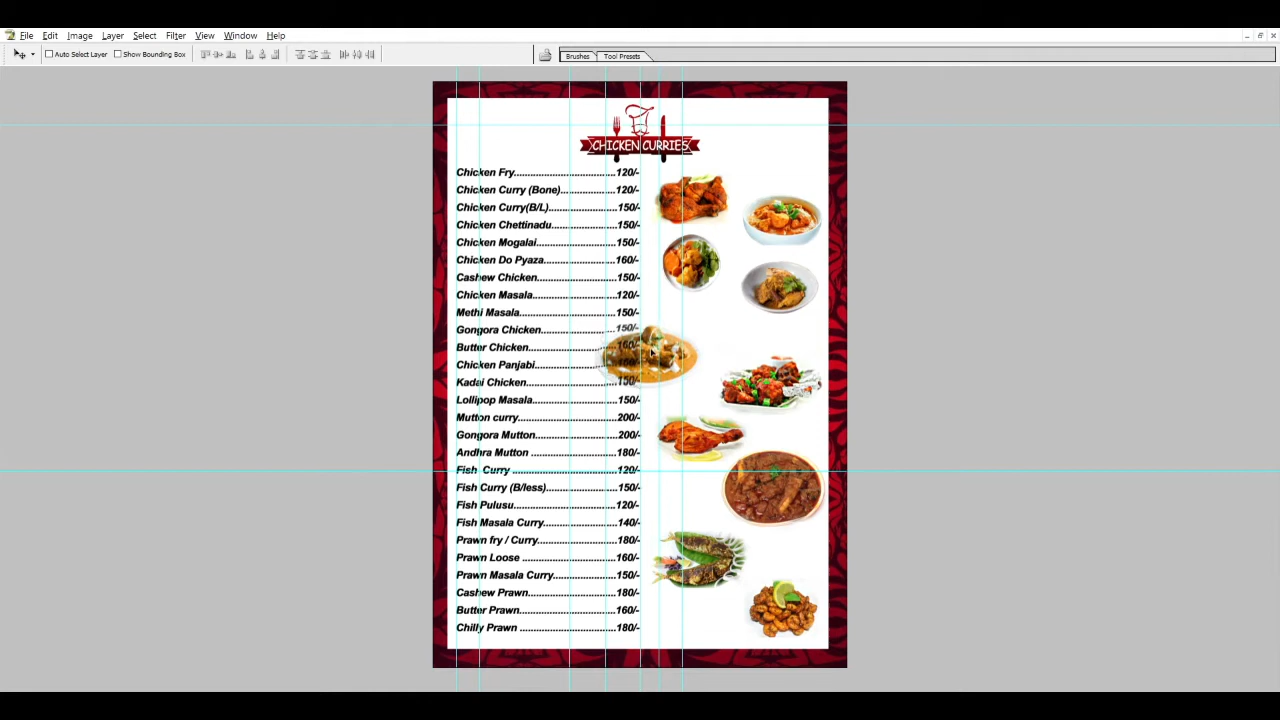 File Edit Image Layer Select Filter View Window Help
Auto Select Layer Show Bounding Box Brushes Tool Presets
CHICKEN CURRIES
Chicken Fry....................................120/-
Chicken Curry (Bone)....................120/-
Chicken Curry(B/L)........................150/-
Chicken Chettinadu.......................150/-
Chicken Mogalai............................150/-
Chicken Do Pyaza..........................160/-
Cashew Chicken............................150/-
Chicken Masala..............................120/-
Methi Masala..................................150/-
Gongora Chicken..........................150/-
Butter Chicken..........................160/-
Chicken Panjabi..........................160/-
Kadai Chicken................................150/-
Lollipop Masala..............................150/-
Mutton curry...................................200/-
Gongora Mutton.............................200/-
Andhra Mutton ...............................180/-
Fish Curry .....................................120/-
Fish Curry (B/less).........................150/-
Fish Pulusu....................................120/-
Fish Masala Curry..........................140/-
Prawn fry / Curry............................180/-
Prawn Loose .................................160/-
Prawn Masala Curry......................150/-
Cashew Prawn...............................180/-
Butter Prawn..................................160/-
Chilly Prawn ..................................180/-